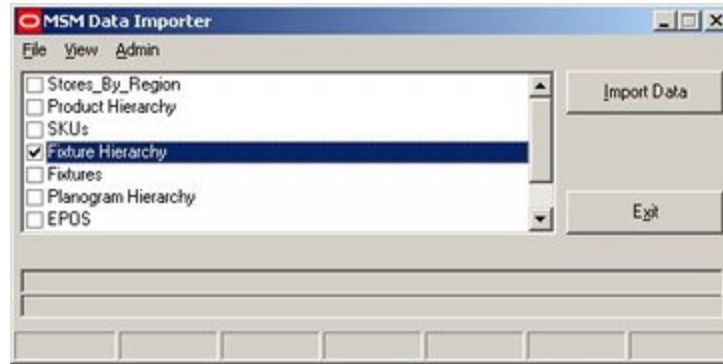 MSM Data Importer
File View Admin
Stores_By_Region
Product Hierarchy
SKUs
Fixture Hierarchy
Fixtures
Planogram Hierarchy
EPOS
Import Data
Exit